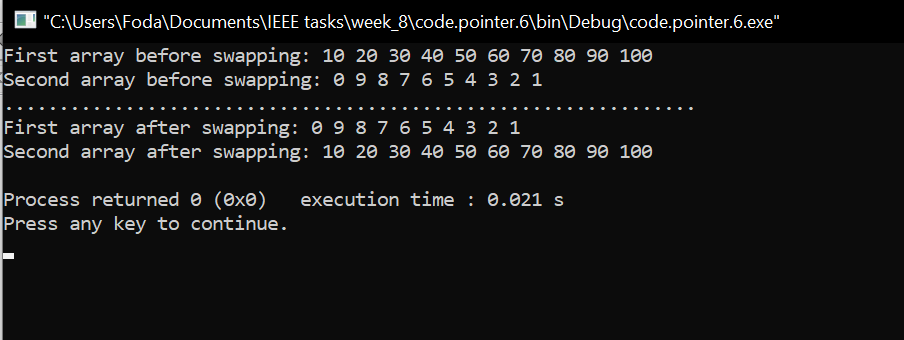 "C:\Users\Foda\Documents\IEEE tasks\week_8\code.pointer.6\bin\Debug\code.pointer.6.exe"
First array before swapping: 10 20 30 40 50 60 70 80 90 100
Second array before swapping: 0 9 8 7 6 5 4 3 2 1
...............................................................
First array after swapping: 0 9 8 7 6 5 4 3 2 1
Second array after swapping: 10 20 30 40 50 60 70 80 90 100
Process returned 0 (0x0)   execution time : 0.021 s
Press any key to continue.